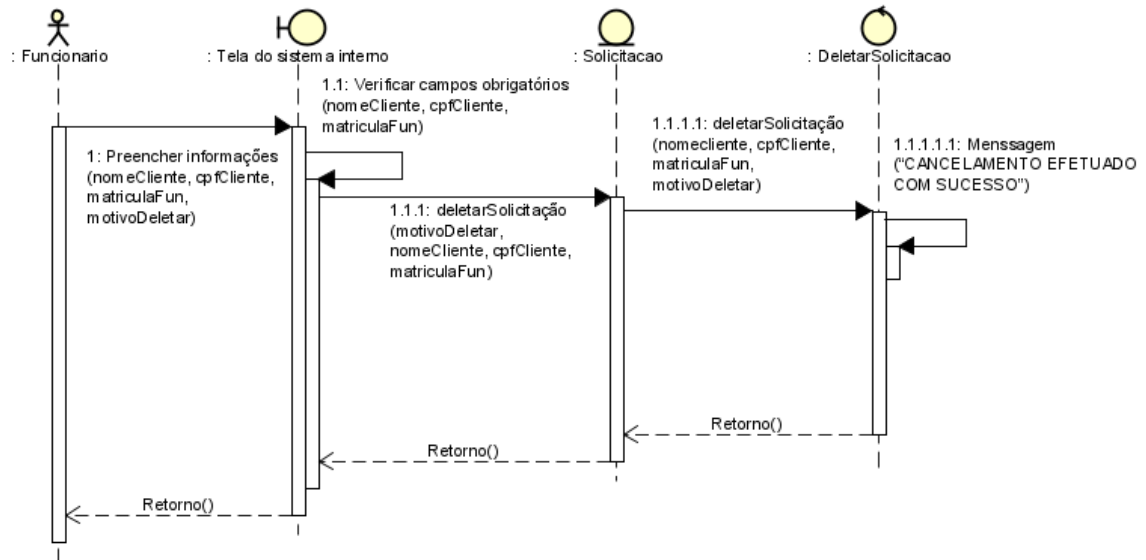 : Funcionário
: Tela do sistema interno
: Solicitacao
: DeletarSolicitacao
1.1: Verificar campos obrigatórios
(nomeCliente, cpfCliente,
matriculaFun)
1: Preencher informações
(nomeCliente, cpfCliente,
matriculaFun,
motivoDeletar)
1.1.1: deletarSolicitação
(motivoDeletar,
nomeCliente, cpfCliente,
matriculaFun)
1.1.1.1: deletarSolicitação
(nomecliente, cpfCliente,
matriculaFun,
motivoDeletar)
1.1.1.1.1: Menssagem
("CANCELAMENTO EFETUADO
COM SUCESSO")
Retorno()
Retorno()
Retorno()